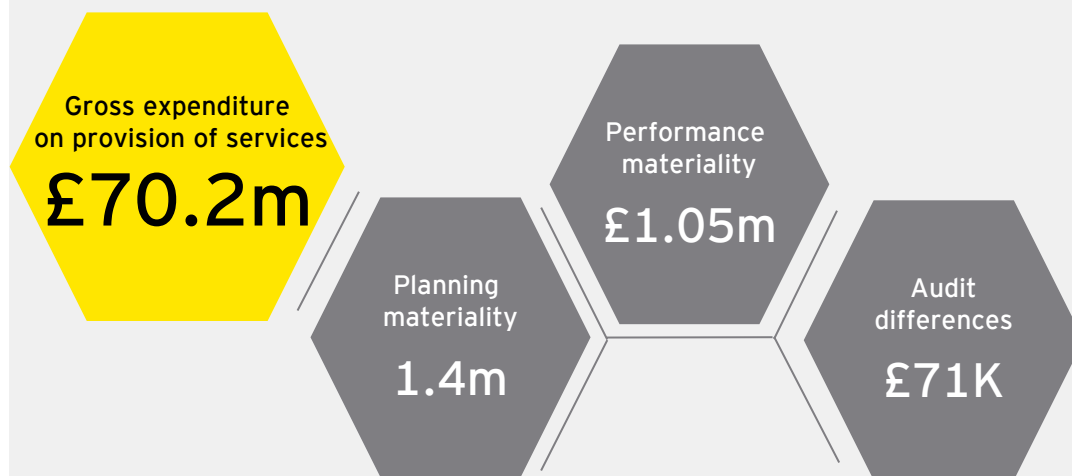 Gross expenditure
on provision of services
£70.2m
Planning
materiality
1.4m
Performance
materiality
£1.05m
Audit
differences
£71K